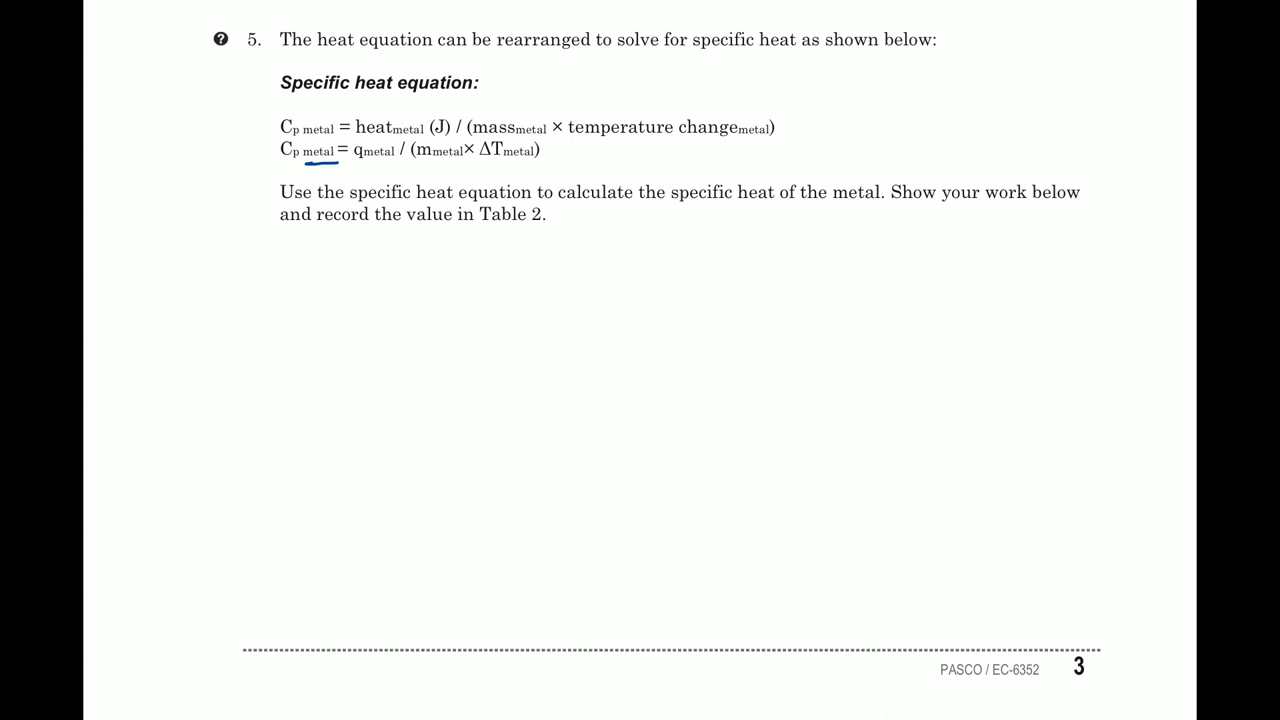 5. The heat equation can be rearranged to solve for specific heat as shown below:
Specific heat equation:
Cp metal = heatmetal (J) / (massmetal × temperature changemetal)
Cp metal = qmetal / (mmetal× ΔTmetal)
Use the specific heat equation to calculate the specific heat of the metal. Show your work below
and record the value in Table 2.
PASCO / EC-6352 3